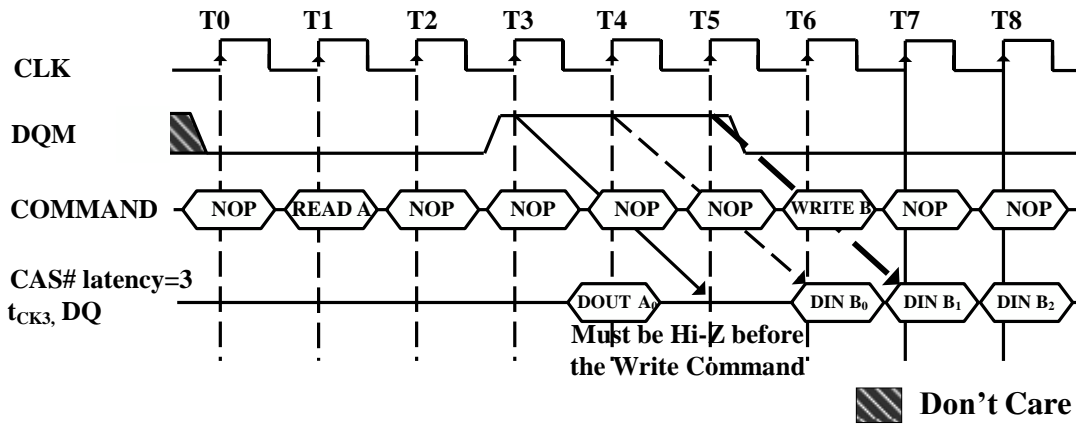 T0 T1 T2 T3 T4 T5 T6 T7 T8
CLK
DQM
COMMAND NOP READ A NOP NOP NOP NOP WRITE B NOP NOP
CAS# latency=3
tCK3, DQ DOUT A0 DIN B0 DIN B1 DIN B2
Must be Hi-Z before
the Write Command
Don't Care